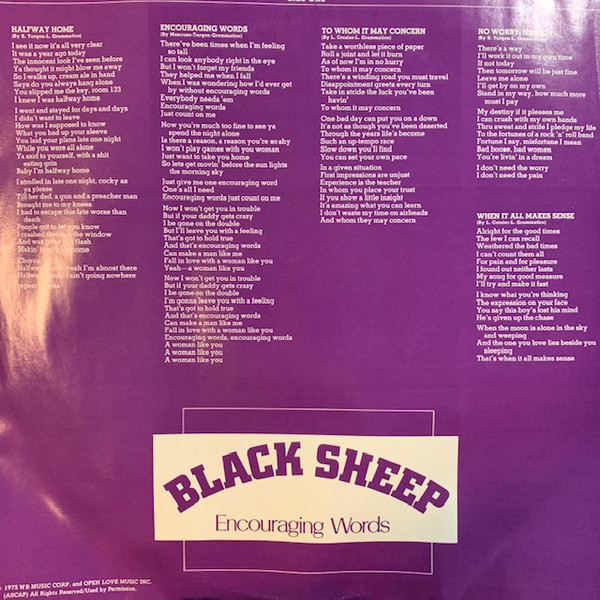 HALFWAY HOME
(By B. Turgon-L. Grammatico)
I see it now it's all very clear
It was a year ago today
The innocent look I've seen before
Ya thought it might blow me away
So I walks up, cream ale in hand
Says do you always hang alone
You slipped me the key, room 133
I knew I was halfway home
I went and stayed for days and days
I didn't want to leave
How was I supposed to know
What you had up your sleeve
You laid your plans late one night
While you were all alone
Ya said to yourself, with a shit
eating grin
Baby I'm halfway home
I strolled in late one night, cocky as
ya please
Till her dad, a gun and a preacher man
Brought me to my knees
I had to escape this fate worse than
death
People got to let you know
I crashed through the window
And was gone in a flash
Makin' home
Chorus:
Halfway yeah I'm almost there
Halfway ain't going nowhere
repeat
ENCOURAGING WORDS
(By Mancuso-Turgon-Grammatico)
There've been times when I'm feeling
so tall
I can look anybody right in the eye
But I won't forget my friends
They helped me when I fall
When I was wondering how I'd ever get
by without encouraging words
Everybody needs 'em
Encouraging words
Just count on me
Now you're much too fine to see ya
spend the night alone
Is there a reason, a reason you're so shy
I won't play games with you woman
Just want to take you home
So lets get movin' before the sun lights
the morning sky
Just give me one encouraging word
One's all I need
Encouraging words just count on me
Now I won't get you in trouble
But if your daddy gets crazy
I be gone on the double
But I'll leave you with a feeling
That's got to hold true
And that's encouraging words
Can make a man like me
Fall in love with a woman like you
Yeah—a woman like you
Now I won't get you in trouble
But if your daddy gets crazy
I be gone on the double
I'm gonna leave you with a feeling
That's got to hold true
And that's encouraging words
Can make a man like me
Fall in love with a woman like you
Encouraging words, encouraging words
A woman like you
A woman like you
A woman like you
TO WHOM IT MAY CONCERN
(By L. Crozier-L. Grammatico)
Take a worthless piece of paper
Roll a joint and let it burn
As of now I'm in no hurry
To whom it may concern
There's a winding road you must travel
Disappointment greets every turn
Take in stride the luck you've been
havin'
To whom it may concern
One bad day can put you on a down
It's not as though you've been deserted
Through the years life's become
Such an up-tempo race
Slow down you'll find
You can set your own pace
In a given situation
First impressions are unjust
Experience is the teacher
In whom you place your trust
If you show a little insight
It's amazing what you can learn
I don't waste my time on airheads
And whom they may concern
NO WORRY,
There's a way
I'll work it out in my own time
If not today
Then tomorrow will be just fine
Leave me alone
I'll get by on my own
Stand in my way, how much more
must I pay
My destiny if it pleases me
I can crush with my own hands
Thru sweat and stride I pledge my life
To the fortunes of a rock 'n' roll band
Fortune I say, misfortune I mean
Bad booze, bad women
You're livin' in a dream
I don't need the worry
I don't need the pain
WHEN IT ALL MAKES SENSE
(By L. Crozier-L. Grammatico)
Alright for the good times
The few I can recall
Weathered the bad times
I can't count them all
For pain and for pleasure
I found out neither lasts
My song for good measure
I'll try and make it fast
I know what you're thinking
The expression on your face
You say this boy's lost his mind
He's given up the chase
When the moon is alone in the sky
and weeping
And the one you love lies beside you
sleeping
That's when it all makes sense
BLACK SHEEP
Encouraging Words
1975 WB MUSIC CORP. and OPEN LOVE MUSIC INC.
(ASCAP) All Rights Reserved/Used by Permission.